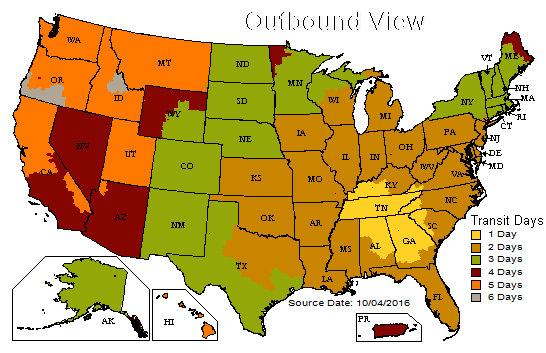 Outbound View
WA
MT
ND
MN
VT
ME
OR
ID
WY
SD
WI
MI
NY
NH
MA
RI
CT
NV
UT
CO
NE
IA
IL
IN
OH
PA
NJ
DE
MD
CA
AZ
NM
KS
MO
KY
WV
VA
OK
AR
TN
NC
TX
LA
MS
AL
GA
SC
FL
AK
HI
PR
Transit Days
1 Day
2 Days
3 Days
4 Days
5 Days
6 Days
Source Date: 10/04/2016